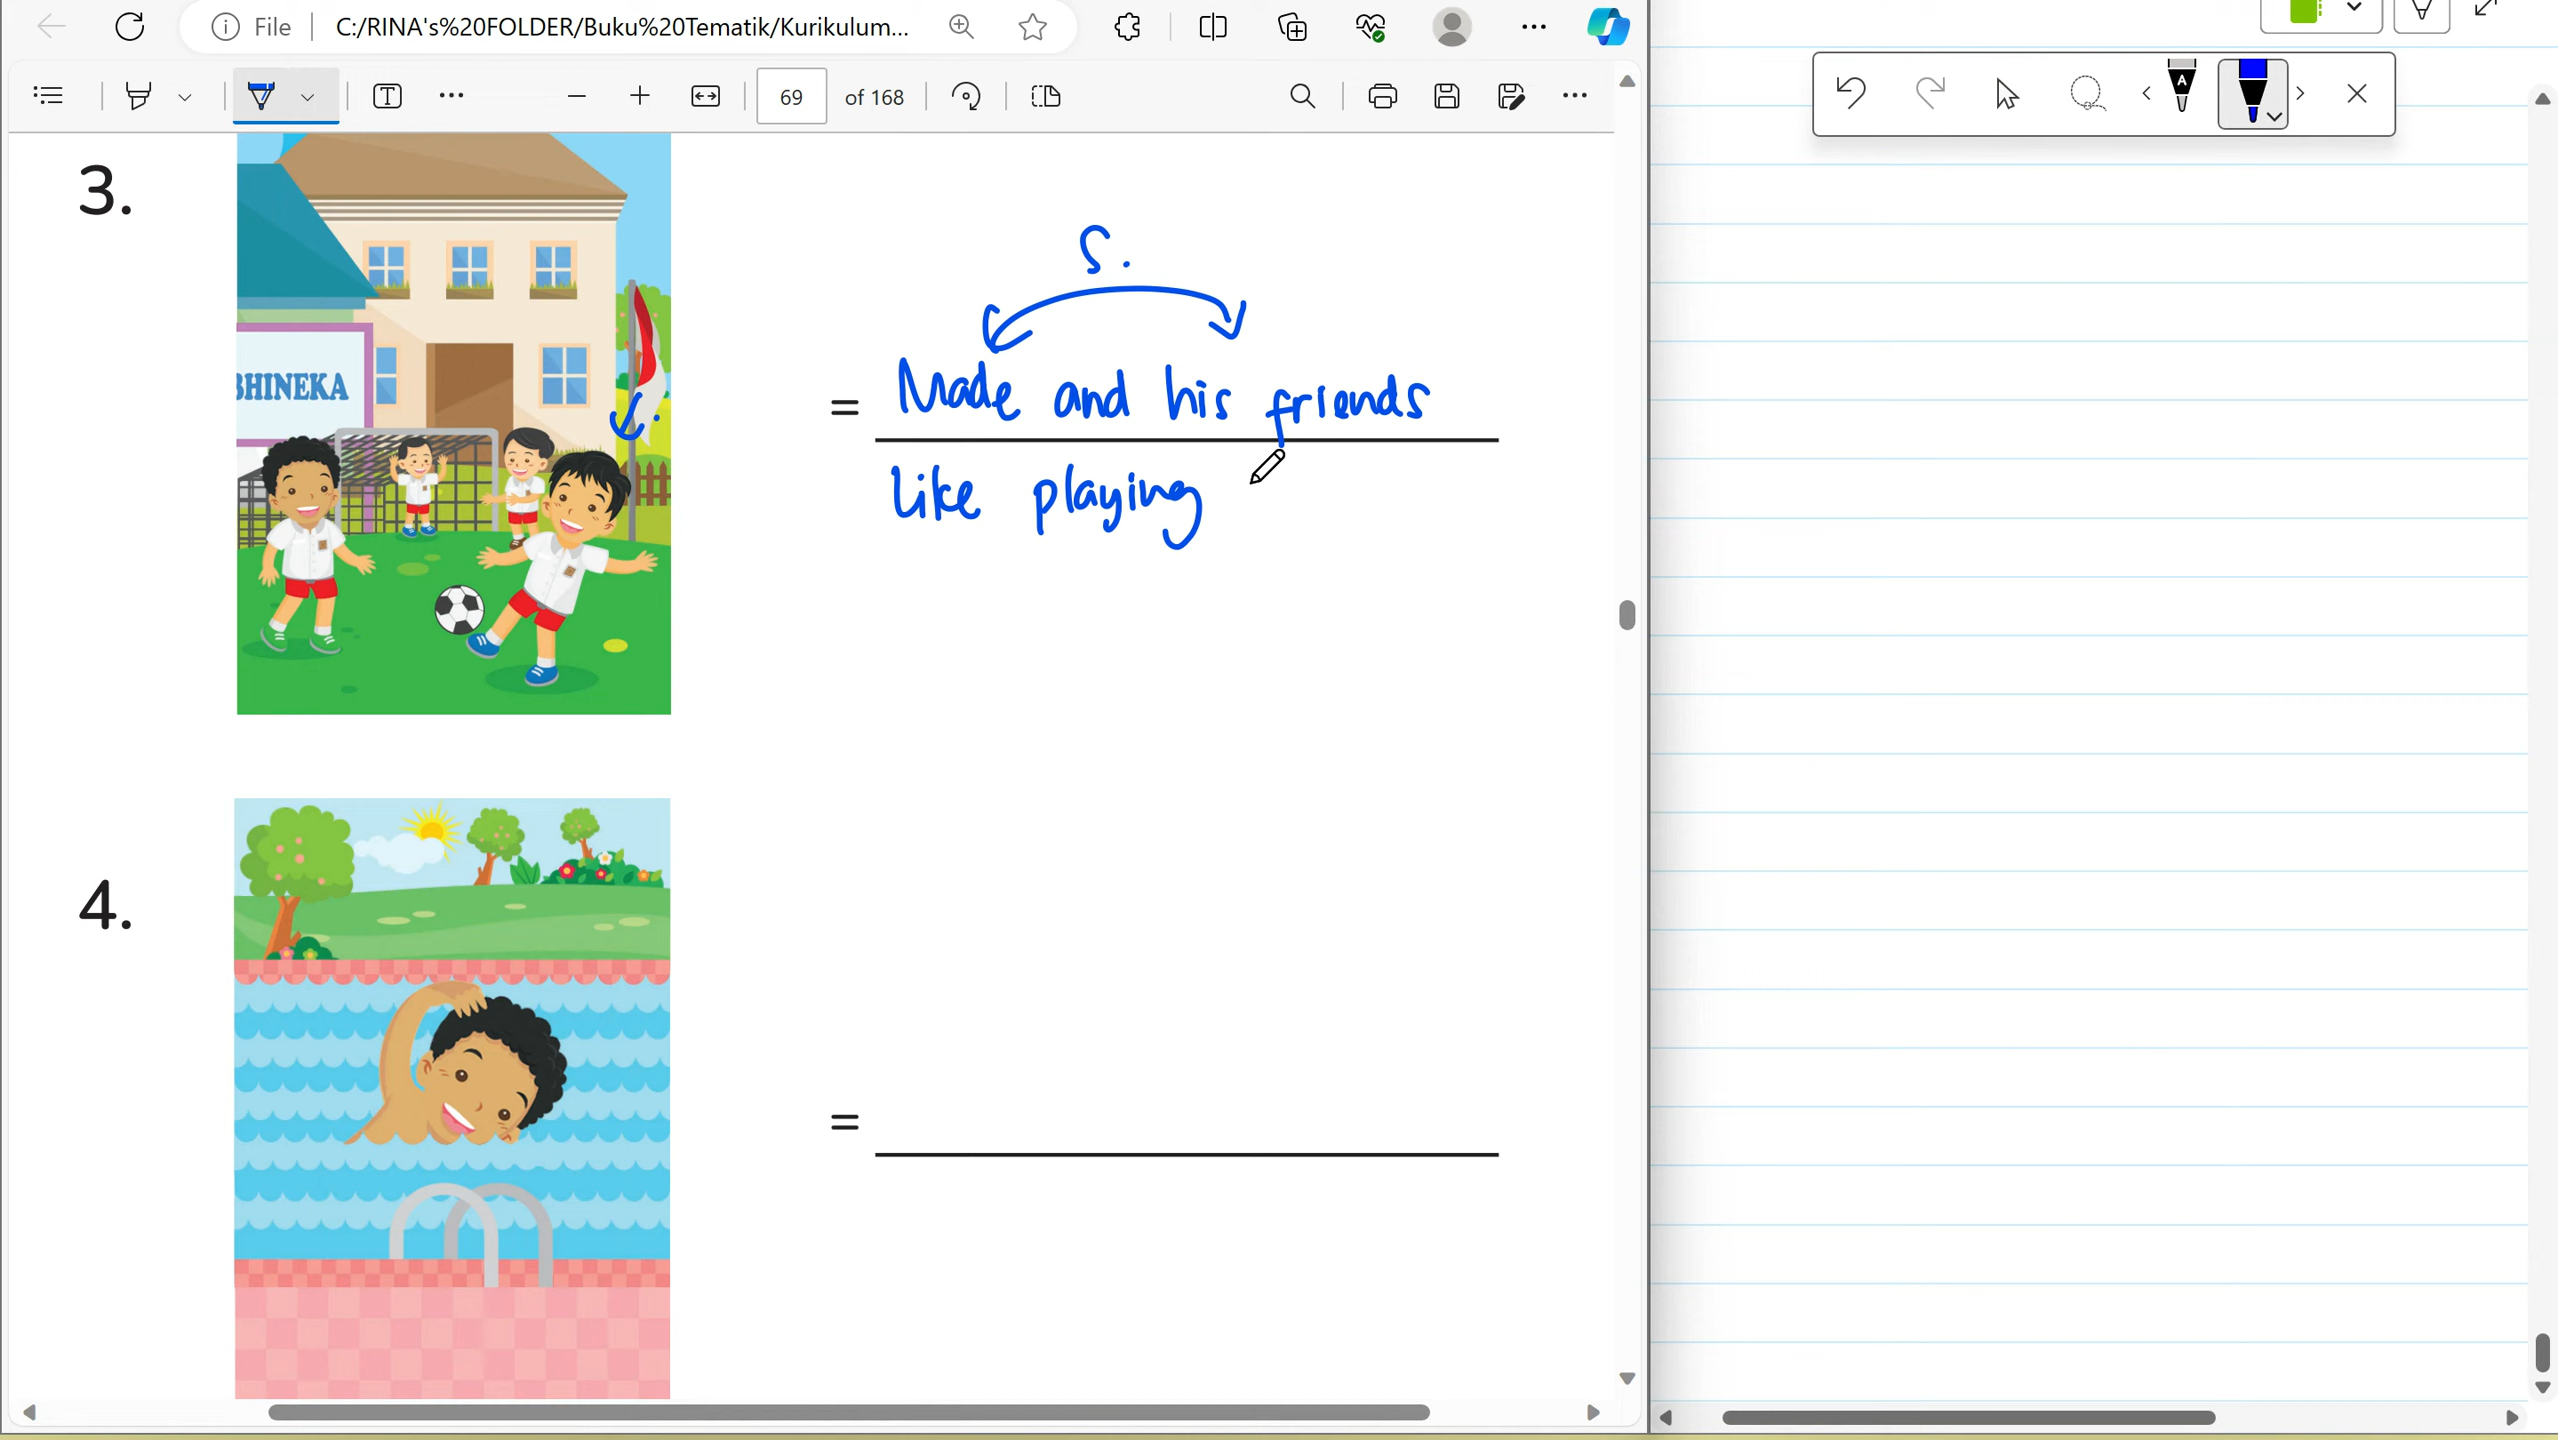 File C:/RINA's%20FOLDER/Buku%20Tematik/Kurikulum...
69 of 168
3.
BHINEKA
S.
= Made and his friends
like playing
4.
=
A